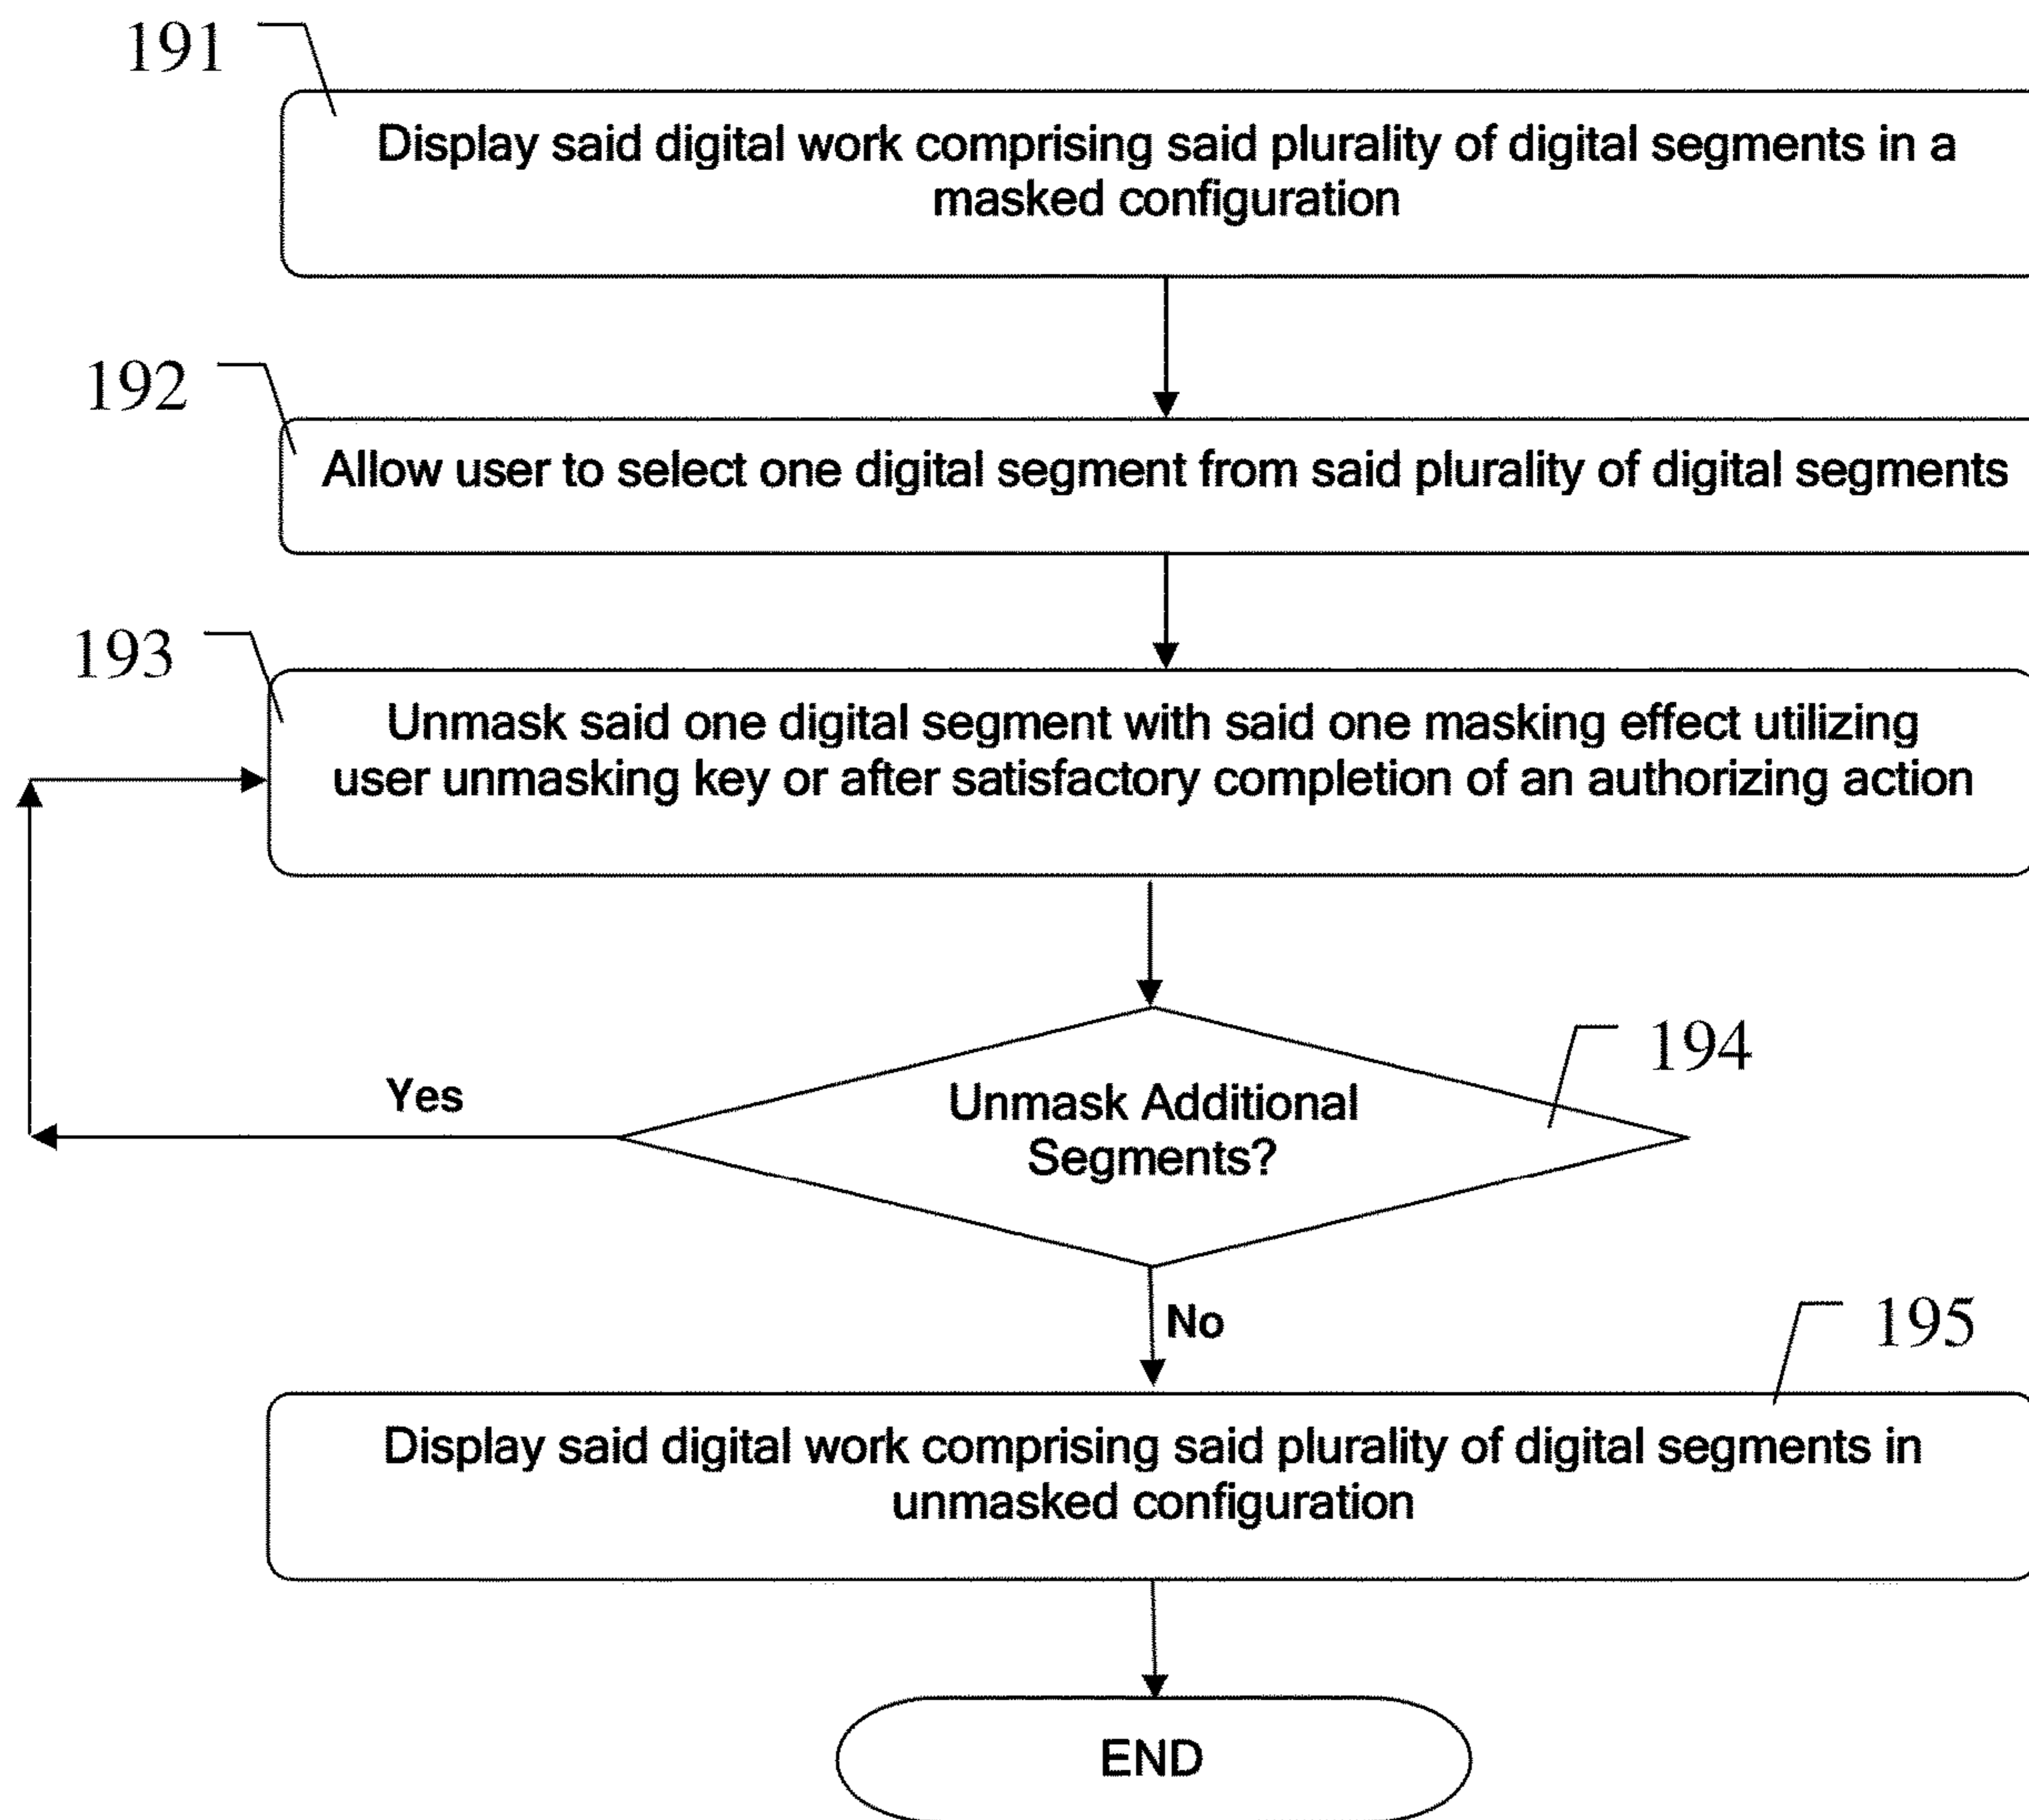 191
Display said digital work comprising said plurality of digital segments in a
masked configuration
192
Allow user to select one digital segment from said plurality of digital segments
193
Unmask said one digital segment with said one masking effect utilizing
user unmasking key or after satisfactory completion of an authorizing action
194
Unmask Additional
Segments?
Yes
No
195
Display said digital work comprising said plurality of digital segments in
unmasked configuration
END